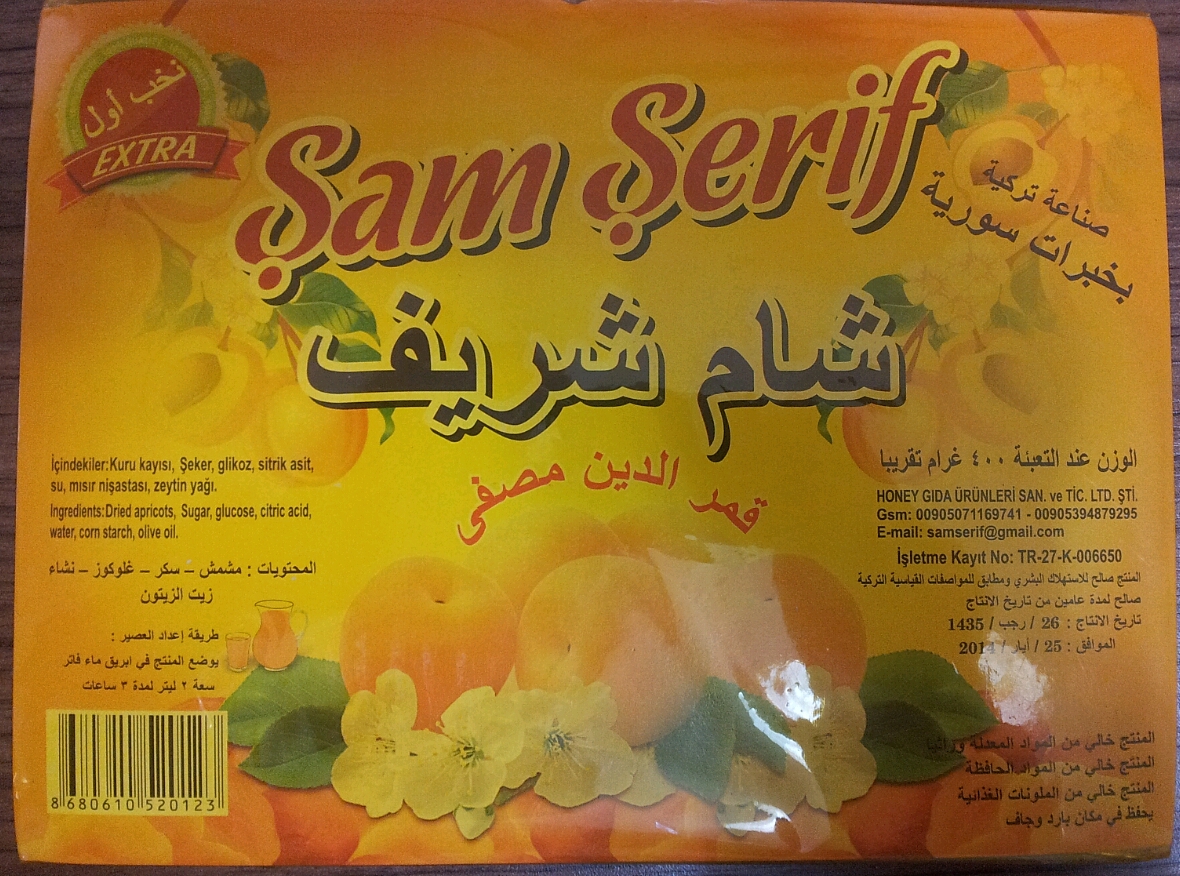 نخب أول
EXTRA
Şam Şerif
صناعة تركية
بخبرات سورية
شام شريف
قمر الدين مصفى
İçindekiler:Kuru kayısı, Şeker, glikoz, sitrik asit,
su, mısır nişastası, zeytin yağı.
Ingredients:Dried apricots, Sugar, glucose, citric acid,
water, corn starch, olive oil.
المحتويات : مشمش – سكر – غلوكوز – نشاء
زيت الزيتون
طريقة إعداد العصير :
يوضع المنتج في ابريق ماء فاتر
سعة ٢ ليتر لمدة ٣ ساعات
8 680610 520123
الوزن عند التعبئة ٤٠٠ غرام تقريبا
HONEY GIDA ÜRÜNLERİ SAN. ve TİC. LTD. ŞTİ.
Gsm: 00905071169741 - 00905394879295
E-mail: samserif@gmail.com
İşletme Kayıt No: TR-27-K-006650
المنتج صالح للاستهلاك البشري ومطابق للمواصفات القياسية التركية
صالح لمدة عامين من تاريخ الانتاج
تاريخ الانتاج : 26 / رجب / 1435
الموافق : 25 / أيار / 2014
المنتج خالي من المواد المعدله وراثيا
المنتج خالي من المواد الحافظة
المنتج خالي من الملونات الغذائية
يحفظ في مكان بارد وجاف